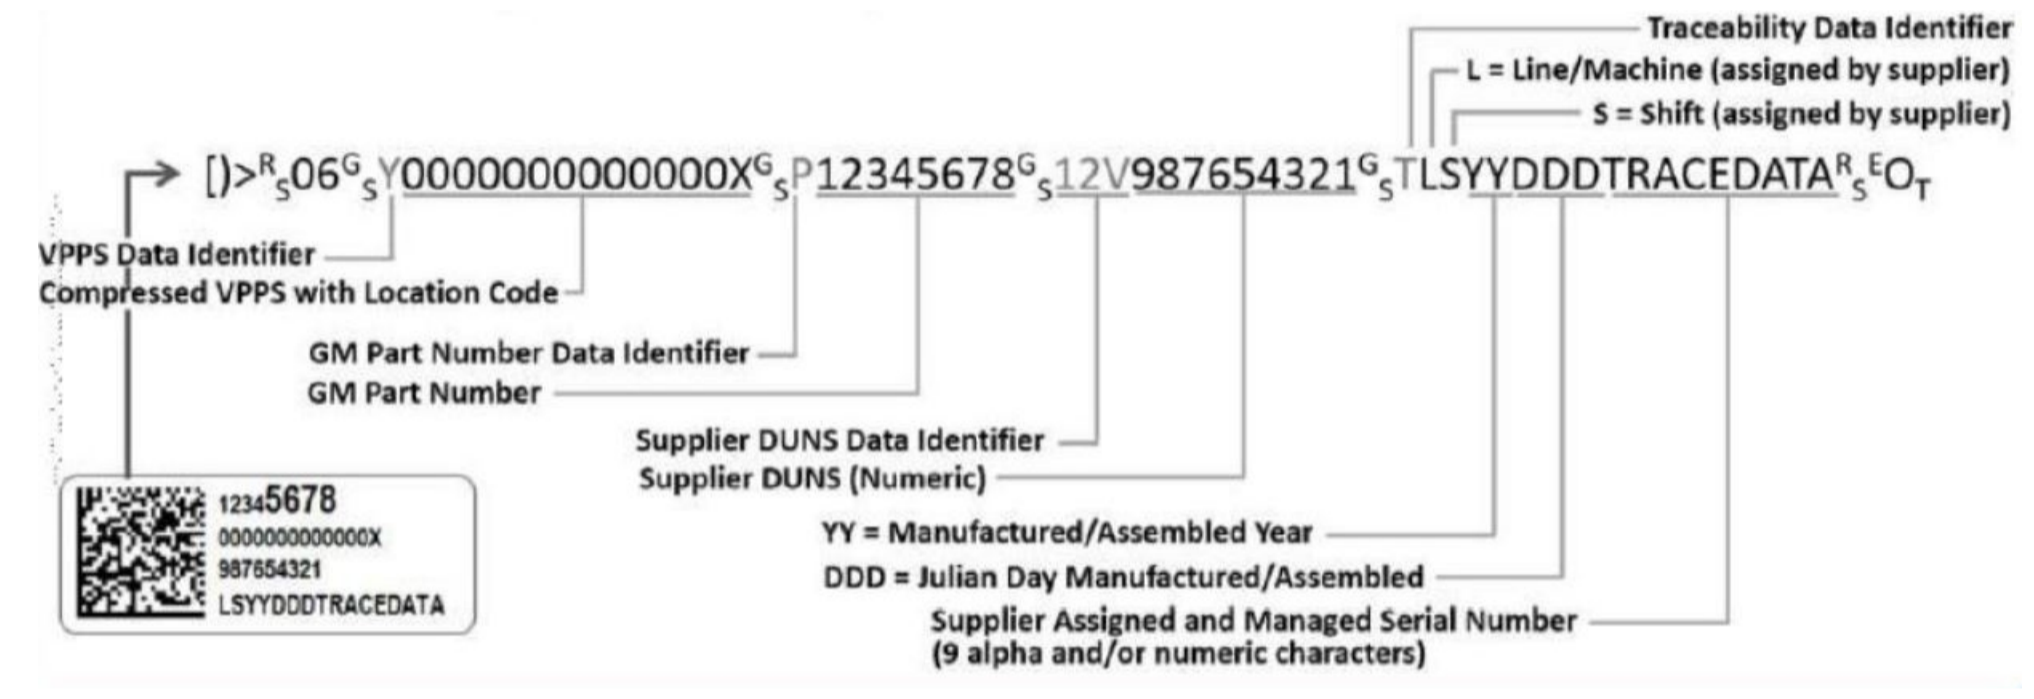 Traceability Data Identifier
L = Line/Machine (assigned by supplier)
S = Shift (assigned by supplier)
[)>RS06GSY0000000000000XGSP12345678GS12V987654321GSTLSYYDDDTRACEDATARSEOT
VPPS Data Identifier
Compressed VPPS with Location Code
GM Part Number Data Identifier
GM Part Number
Supplier DUNS Data Identifier
Supplier DUNS (Numeric)
YY = Manufactured/Assembled Year
DDD = Julian Day Manufactured/Assembled
Supplier Assigned and Managed Serial Number
(9 alpha and/or numeric characters)
12345678
0000000000000X
987654321
LSYYDDDTRACEDATA